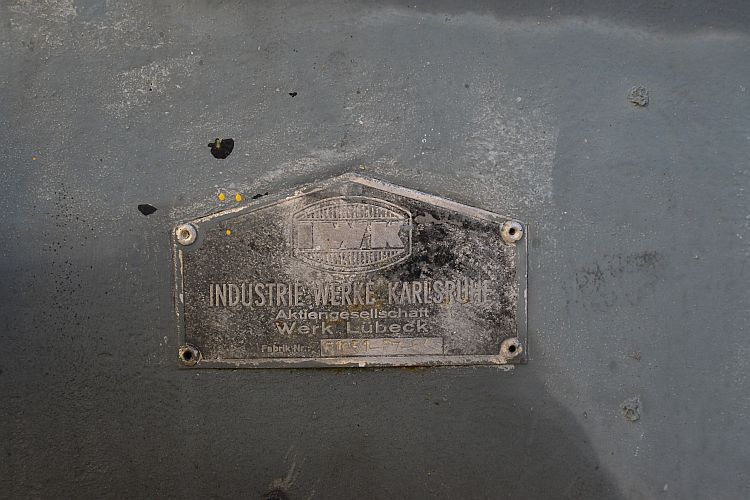 IWK
INDUSTRIE-WERKE KARLSRUHE
Aktiengesellschaft
Werk Lübeck
Fabrik-Nr.